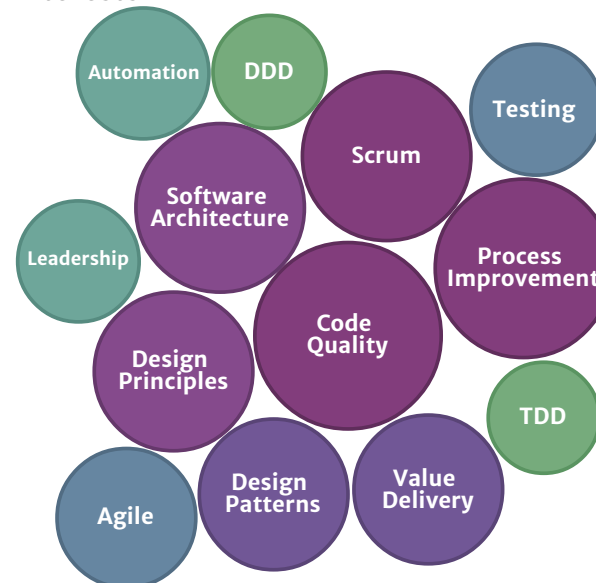 Automation
DDD
Scrum
Testing
Software
Architecture
Leadership
Process
Improvement
Code
Quality
Design
Principles
TDD
Agile
Design
Patterns
Value
Delivery